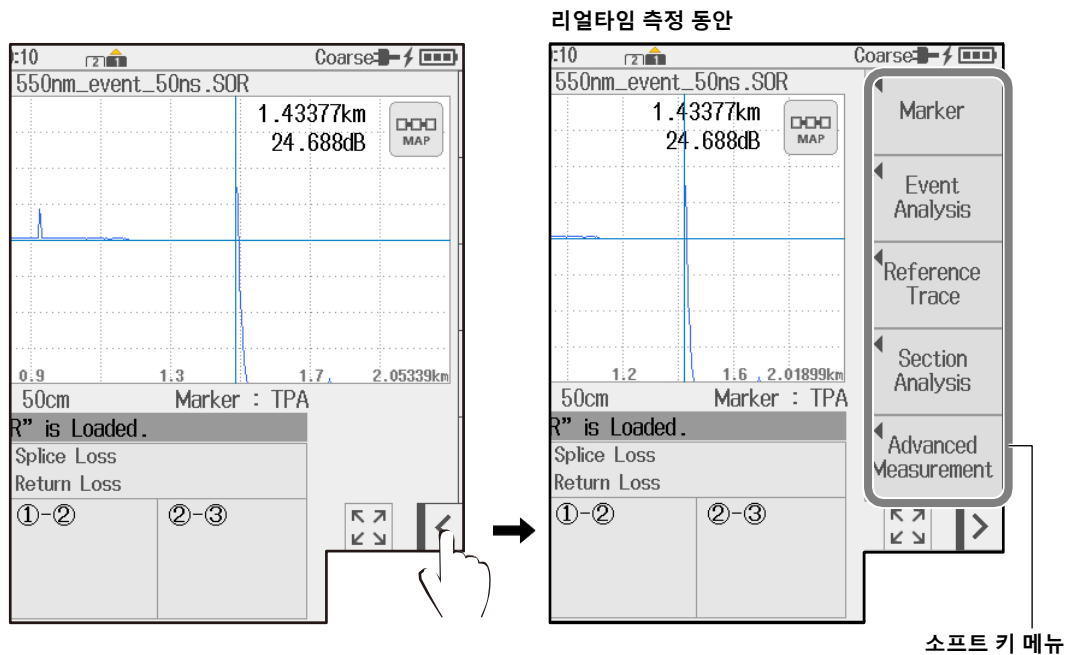 리얼타임 측정 동안
:10
2
1
Coarse
550nm_event_50ns.SOR
1.43377km
24.688dB
MAP
0.9
1.3
1.7
2.05339km
50cm
Marker : TPA
R” is Loaded.
Splice Loss
Return Loss
①-②
②-③
:10
2
1
Coarse
550nm_event_50ns.SOR
1.43377km
24.688dB
MAP
1.2
1.6
2.01899km
50cm
Marker : TPA
R” is Loaded.
Splice Loss
Return Loss
①-②
②-③
Marker
Event
Analysis
Reference
Trace
Section
Analysis
Advanced
Measurement
소프트 키 메뉴